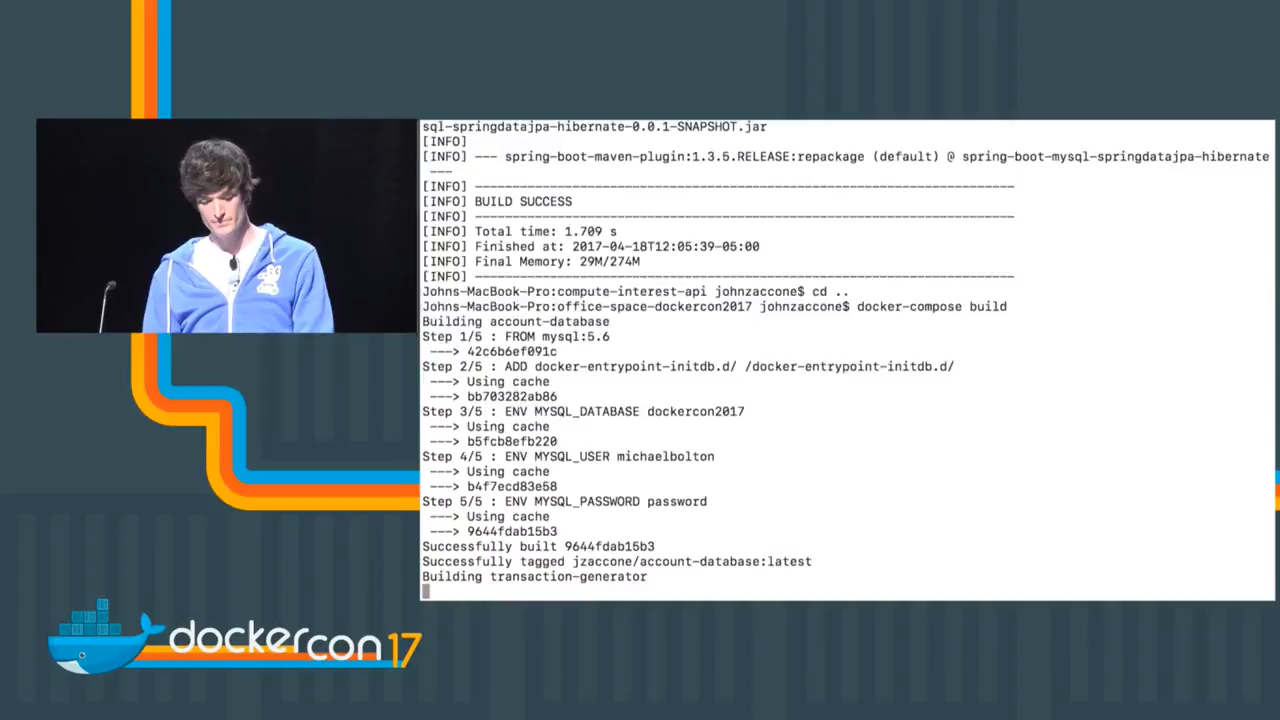 sql-springdatajpa-hibernate-0.0.1-SNAPSHOT.jar
[INFO]
[INFO] --- spring-boot-maven-plugin:1.3.5.RELEASE:repackage (default) @ spring-boot-mysql-springdatajpa-hibernate
---
[INFO] ------------------------------------------------------------------------
[INFO] BUILD SUCCESS
[INFO] ------------------------------------------------------------------------
[INFO] Total time: 1.709 s
[INFO] Finished at: 2017-04-18T12:05:39-05:00
[INFO] Final Memory: 29M/274M
[INFO] ------------------------------------------------------------------------
Johns-MacBook-Pro:compute-interest-api johnzaccone$ cd ..
Johns-MacBook-Pro:office-space-dockercon2017 johnzaccone$ docker-compose build
Building account-database
Step 1/5 : FROM mysql:5.6
---> 42c6b6ef091c
Step 2/5 : ADD docker-entrypoint-initdb.d/ /docker-entrypoint-initdb.d/
---> Using cache
---> bb703282ab86
Step 3/5 : ENV MYSQL_DATABASE dockercon2017
---> Using cache
---> b5fcb8efb220
Step 4/5 : ENV MYSQL_USER michaelbolton
---> Using cache
---> b4f7ecd83e58
Step 5/5 : ENV MYSQL_PASSWORD password
---> Using cache
---> 9644fdab15b3
Successfully built 9644fdab15b3
Successfully tagged jzaccone/account-database:latest
Building transaction-generator
dockercon 17